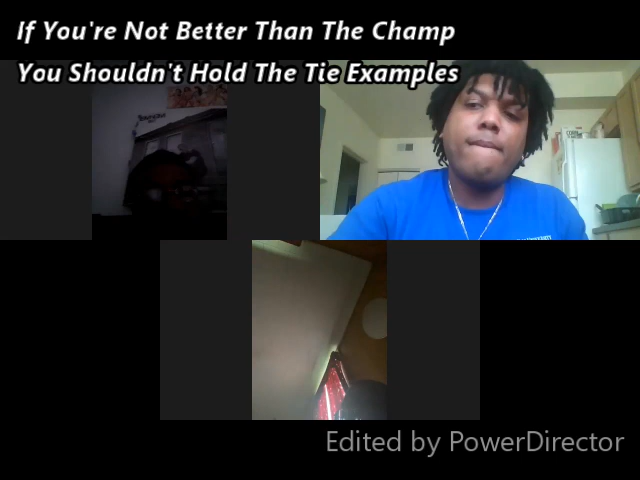 If You're Not Better Than The Champ
You Shouldn't Hold The Tie Examples
Edited by PowerDirector